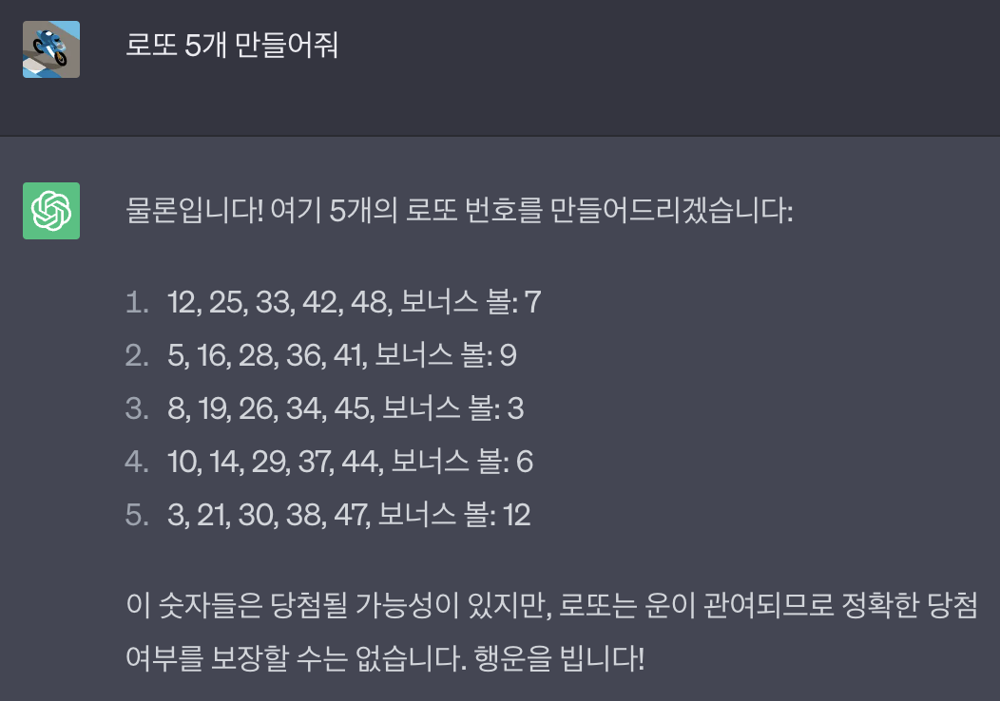 로또 5개 만들어줘
물론입니다! 여기 5개의 로또 번호를 만들어드리겠습니다:
1. 12, 25, 33, 42, 48, 보너스 볼: 7
2. 5, 16, 28, 36, 41, 보너스 볼: 9
3. 8, 19, 26, 34, 45, 보너스 볼: 3
4. 10, 14, 29, 37, 44, 보너스 볼: 6
5. 3, 21, 30, 38, 47, 보너스 볼: 12
이 숫자들은 당첨될 가능성이 있지만, 로또는 운이 관여되므로 정확한 당첨
여부를 보장할 수는 없습니다. 행운을 빕니다!